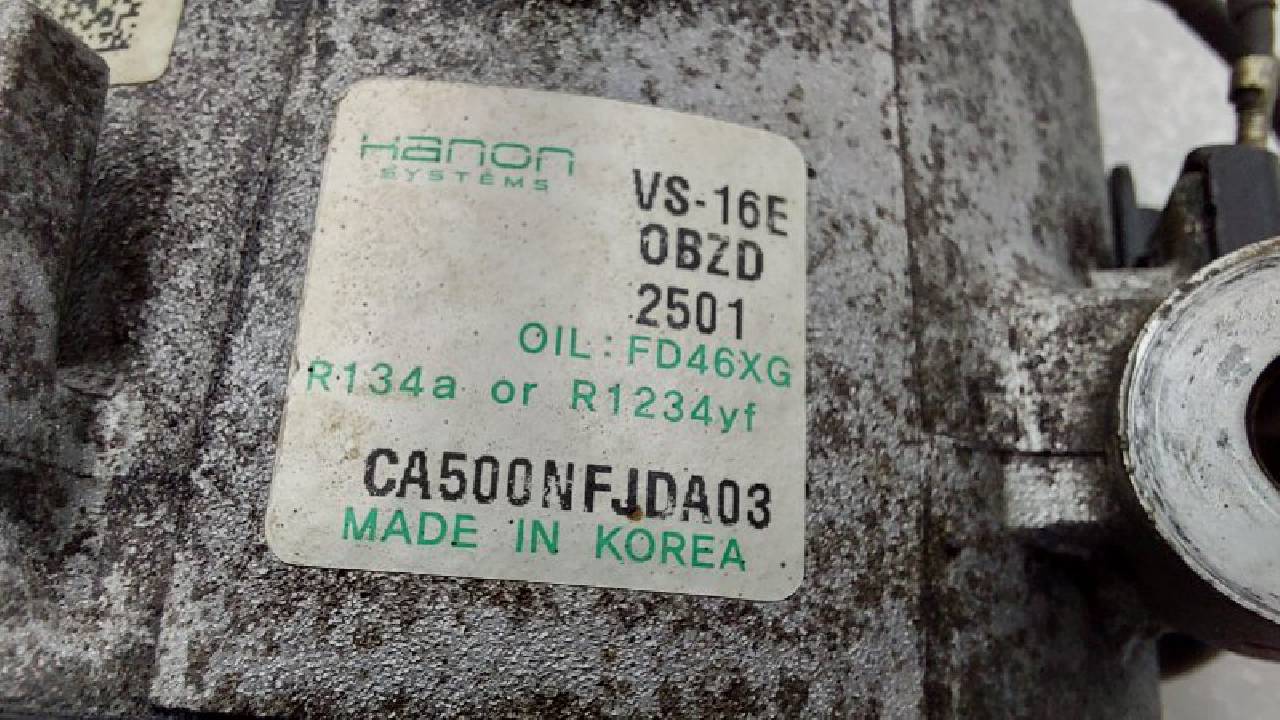 Hanon
SYSTEMS
VS-16E
0BZD
2501
OIL: FD46XG
R134a or R1234yf
CA500NFJDA03
MADE IN KOREA